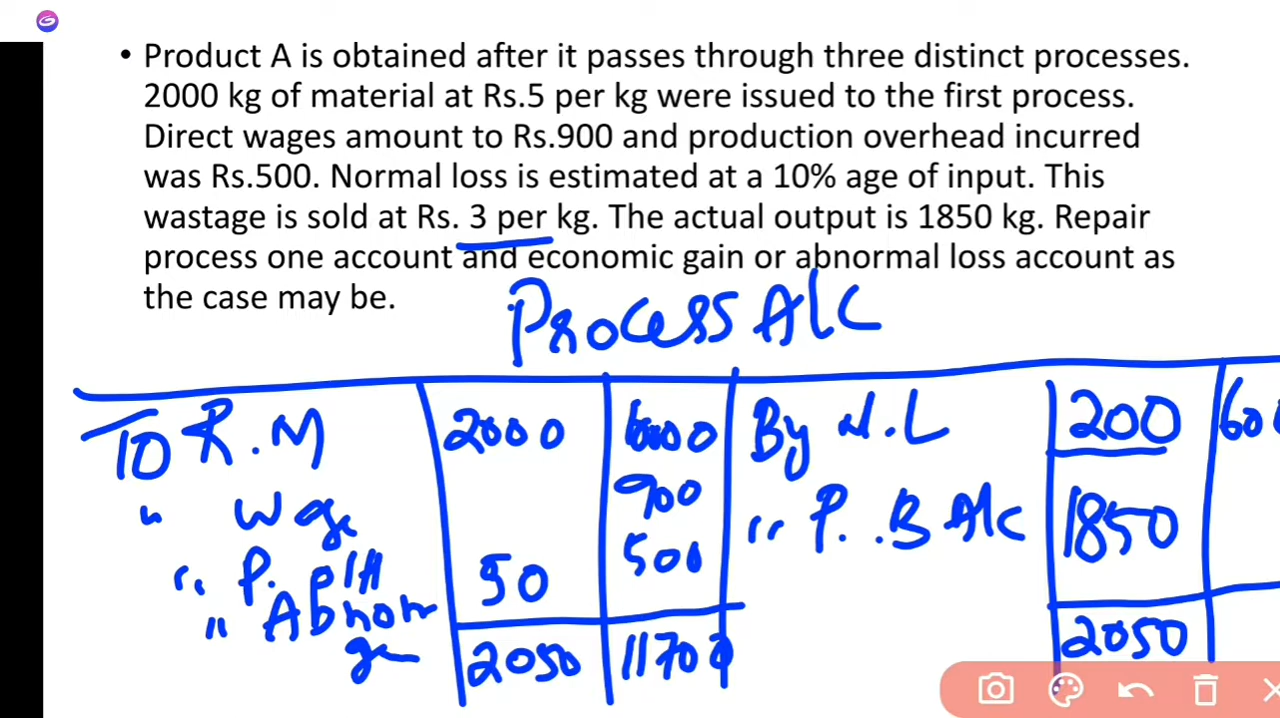 • Product A is obtained after it passes through three distinct processes.
2000 kg of material at Rs.5 per kg were issued to the first process.
Direct wages amount to Rs.900 and production overhead incurred
was Rs.500. Normal loss is estimated at a 10% age of input. This
wastage is sold at Rs. 3 per kg. The actual output is 1850 kg. Repair
process one account and economic gain or abnormal loss account as
the case may be.
Process A/c
To R.M 2000 By N.L 200 600
" Wage 900 " P.B A/c 1850
" P. O/H 50 500
" Abnor
2050 11700 2050